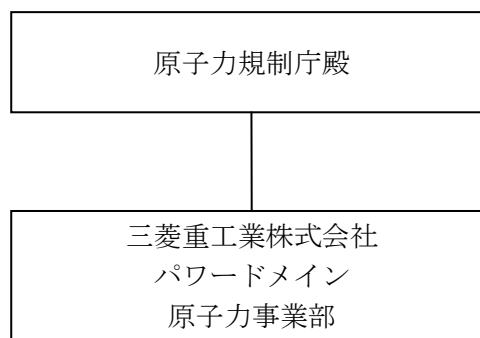 原子力規制庁殿
三菱重工業株式会社
パワードメイン
原子力事業部